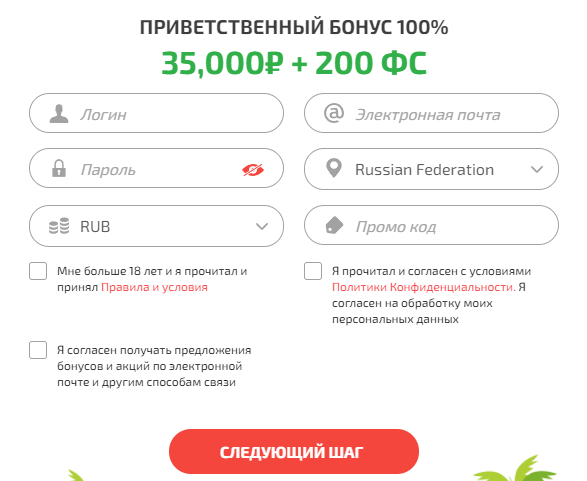 ПРИВЕТСТВЕННЫЙ БОНУС 100%
35,000₽ + 200 ФС
Логин
Электронная почта
Пароль
Russian Federation
RUB
Промо код
Мне больше 18 лет и я прочитал и
принял Правила и условия
Я прочитал и согласен с условиями
Политики Конфиденциальности. Я
согласен на обработку моих
персональных данных
Я согласен получать предложения
бонусов и акций по электронной
почте и другим способам связи
СЛЕДУЮЩИЙ ШАГ